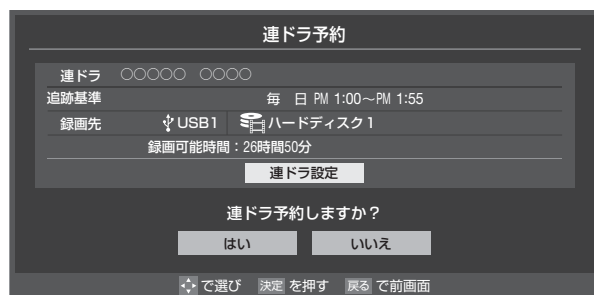 連ドラ予約
連ドラ ○○○○○ ○○○○
追跡基準 毎 日 PM 1:00～PM 1:55
録画先 USB1 ハードディスク1
録画可能時間：26時間50分
連ドラ設定
連ドラ予約しますか？
はい いいえ
で選び 決定 を押す 戻る で前画面